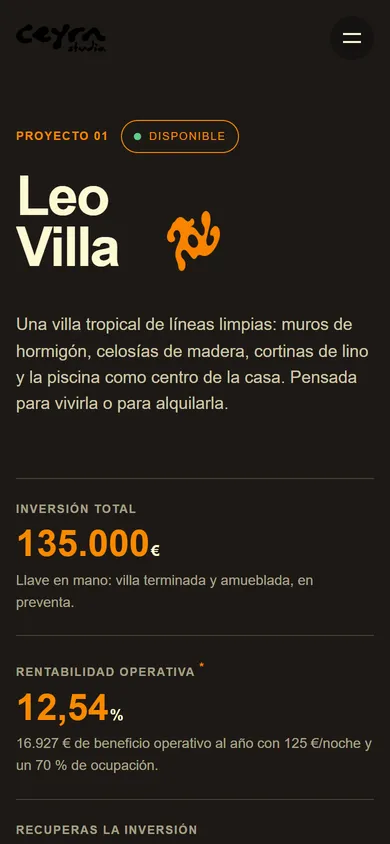 ceyra
studio
PROYECTO 01
DISPONIBLE
Leo
Villa
Una villa tropical de líneas limpias: muros de
hormigón, celosías de madera, cortinas de lino
y la piscina como centro de la casa. Pensada
para vivirla o para alquilarla.
INVERSIÓN TOTAL
135.000€
Llave en mano: villa terminada y amueblada, en
preventa.
RENTABILIDAD OPERATIVA *
12,54%
16.927 € de beneficio operativo al año con 125 €/noche y
un 70 % de ocupación.
RECUPERAS LA INVERSIÓN